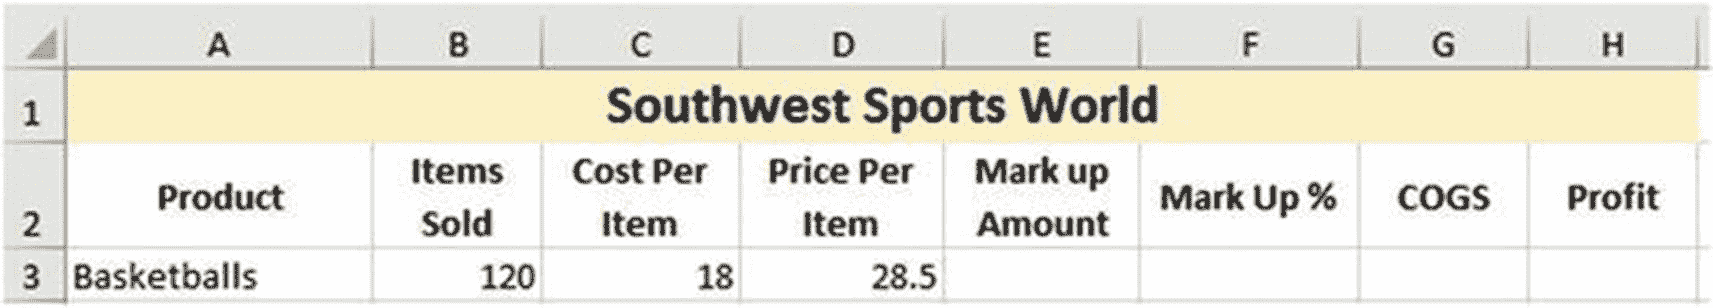 A B C D E F G H
1 Southwest Sports World
2 Product Items Sold Cost Per Item Price Per Item Mark up Amount Mark Up % COGS Profit
3 Basketballs 120 18 28.5